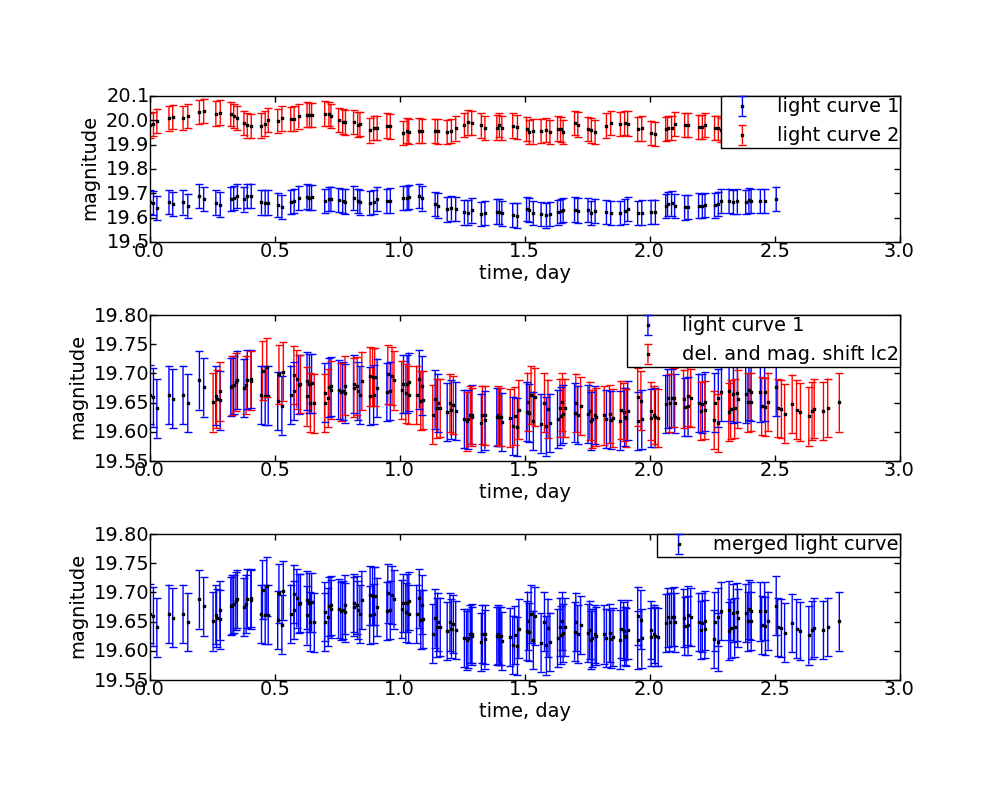 20.1
20.0
19.9
19.8
19.7
19.6
19.5
magnitude
light curve 1
light curve 2
0.0 0.5 1.0 1.5 2.0 2.5 3.0
time, day
19.80
19.75
19.70
19.65
19.60
19.55
magnitude
light curve 1
del. and mag. shift lc2
0.0 0.5 1.0 1.5 2.0 2.5 3.0
time, day
19.80
19.75
19.70
19.65
19.60
19.55
magnitude
merged light curve
0.0 0.5 1.0 1.5 2.0 2.5 3.0
time, day